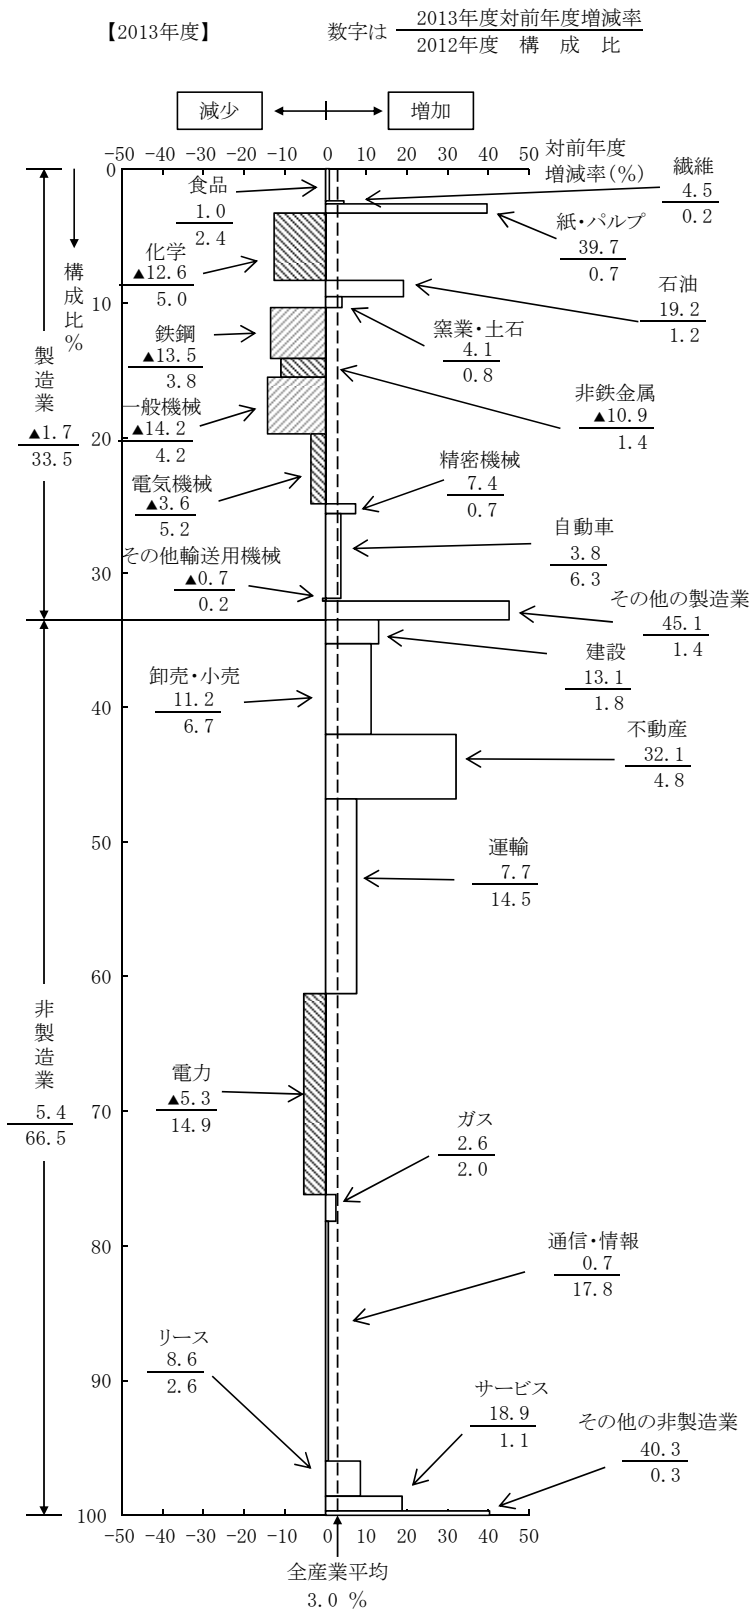 【2013年度】
数字は 2013年度対前年度増減率
2012年度 構 成 比
減少
増加
-50 -40 -30 -20 -10 0 10 20 30 40 50
対前年度
増減率(%)
0
10
20
30
40
50
60
70
80
90
100
構成比%
製造業
▲1.7
33.5
非製造業
5.4
66.5
食品
1.0
2.4
繊維
4.5
0.2
紙・パルプ
39.7
0.7
化学
▲12.6
5.0
石油
19.2
1.2
窯業・土石
4.1
0.8
鉄鋼
▲13.5
3.8
非鉄金属
▲10.9
1.4
一般機械
▲14.2
4.2
電気機械
▲3.6
5.2
精密機械
7.4
0.7
自動車
3.8
6.3
その他輸送用機械
▲0.7
0.2
その他の製造業
45.1
1.4
建設
13.1
1.8
卸売・小売
11.2
6.7
不動産
32.1
4.8
運輸
7.7
14.5
電力
▲5.3
14.9
ガス
2.6
2.0
通信・情報
0.7
17.8
リース
8.6
2.6
サービス
18.9
1.1
その他の非製造業
40.3
0.3
-50 -40 -30 -20 -10 0 10 20 30 40 50
全産業平均
3.0 %